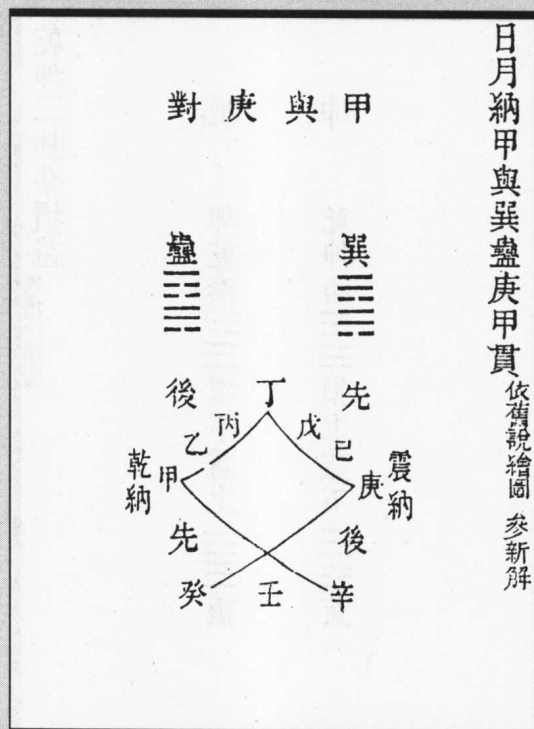 日月納甲與巽蠱庚甲貫
依舊說繪圖 參新解
甲與庚對
巽
蠱
先 丁 後
戊 丙
己 乙
震納 庚
甲 乾納
後 先
辛 壬 癸